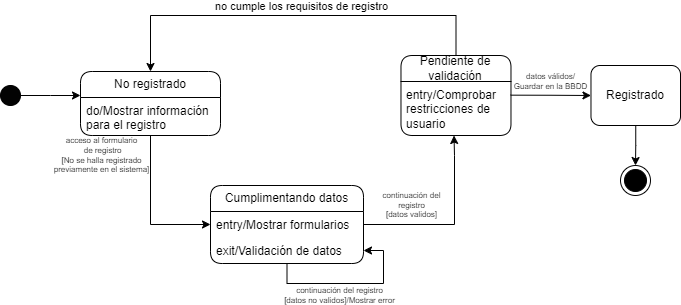 no cumple los requisitos de registro
No registrado
do/Mostrar información
para el registro
acceso al formulario
de registro
[No se halla registrado
previamente en el sistema]
Cumplimentando datos
entry/Mostrar formularios
exit/Validación de datos
continuación del registro
[datos no validos]/Mostrar error
continuación del
registro
[datos validos]
Pendiente de
validación
entry/Comprobar
restricciones de
usuario
datos válidos/
Guardar en la BBDD
Registrado